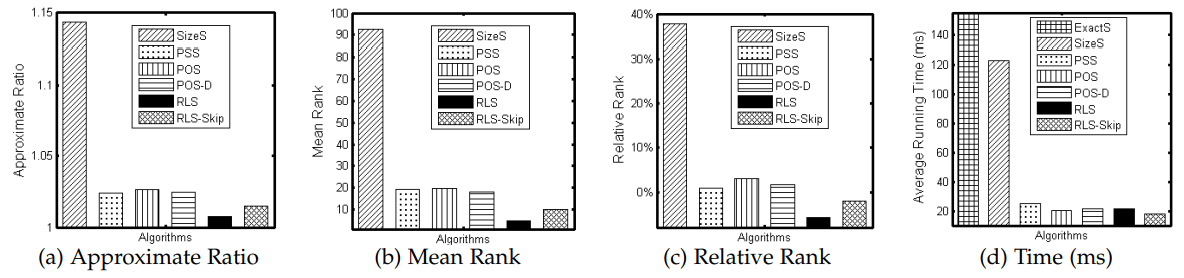 1.15
1.1
1.05
1
Approximate Ratio
SizeS
PSS
POS
POS-D
RLS
RLS-Skip
Algorithms
(a) Approximate Ratio
100
90
80
70
60
50
40
30
20
10
Mean Rank
SizeS
PSS
POS
POS-D
RLS
RLS-Skip
Algorithms
(b) Mean Rank
40%
30%
20%
10%
0%
Relative Rank
SizeS
PSS
POS
POS-D
RLS
RLS-Skip
Algorithms
(c) Relative Rank
140
120
100
80
60
40
20
Average Running Time (ms)
ExactS
SizeS
PSS
POS
POS-D
RLS
RLS-Skip
Algorithms
(d) Time (ms)